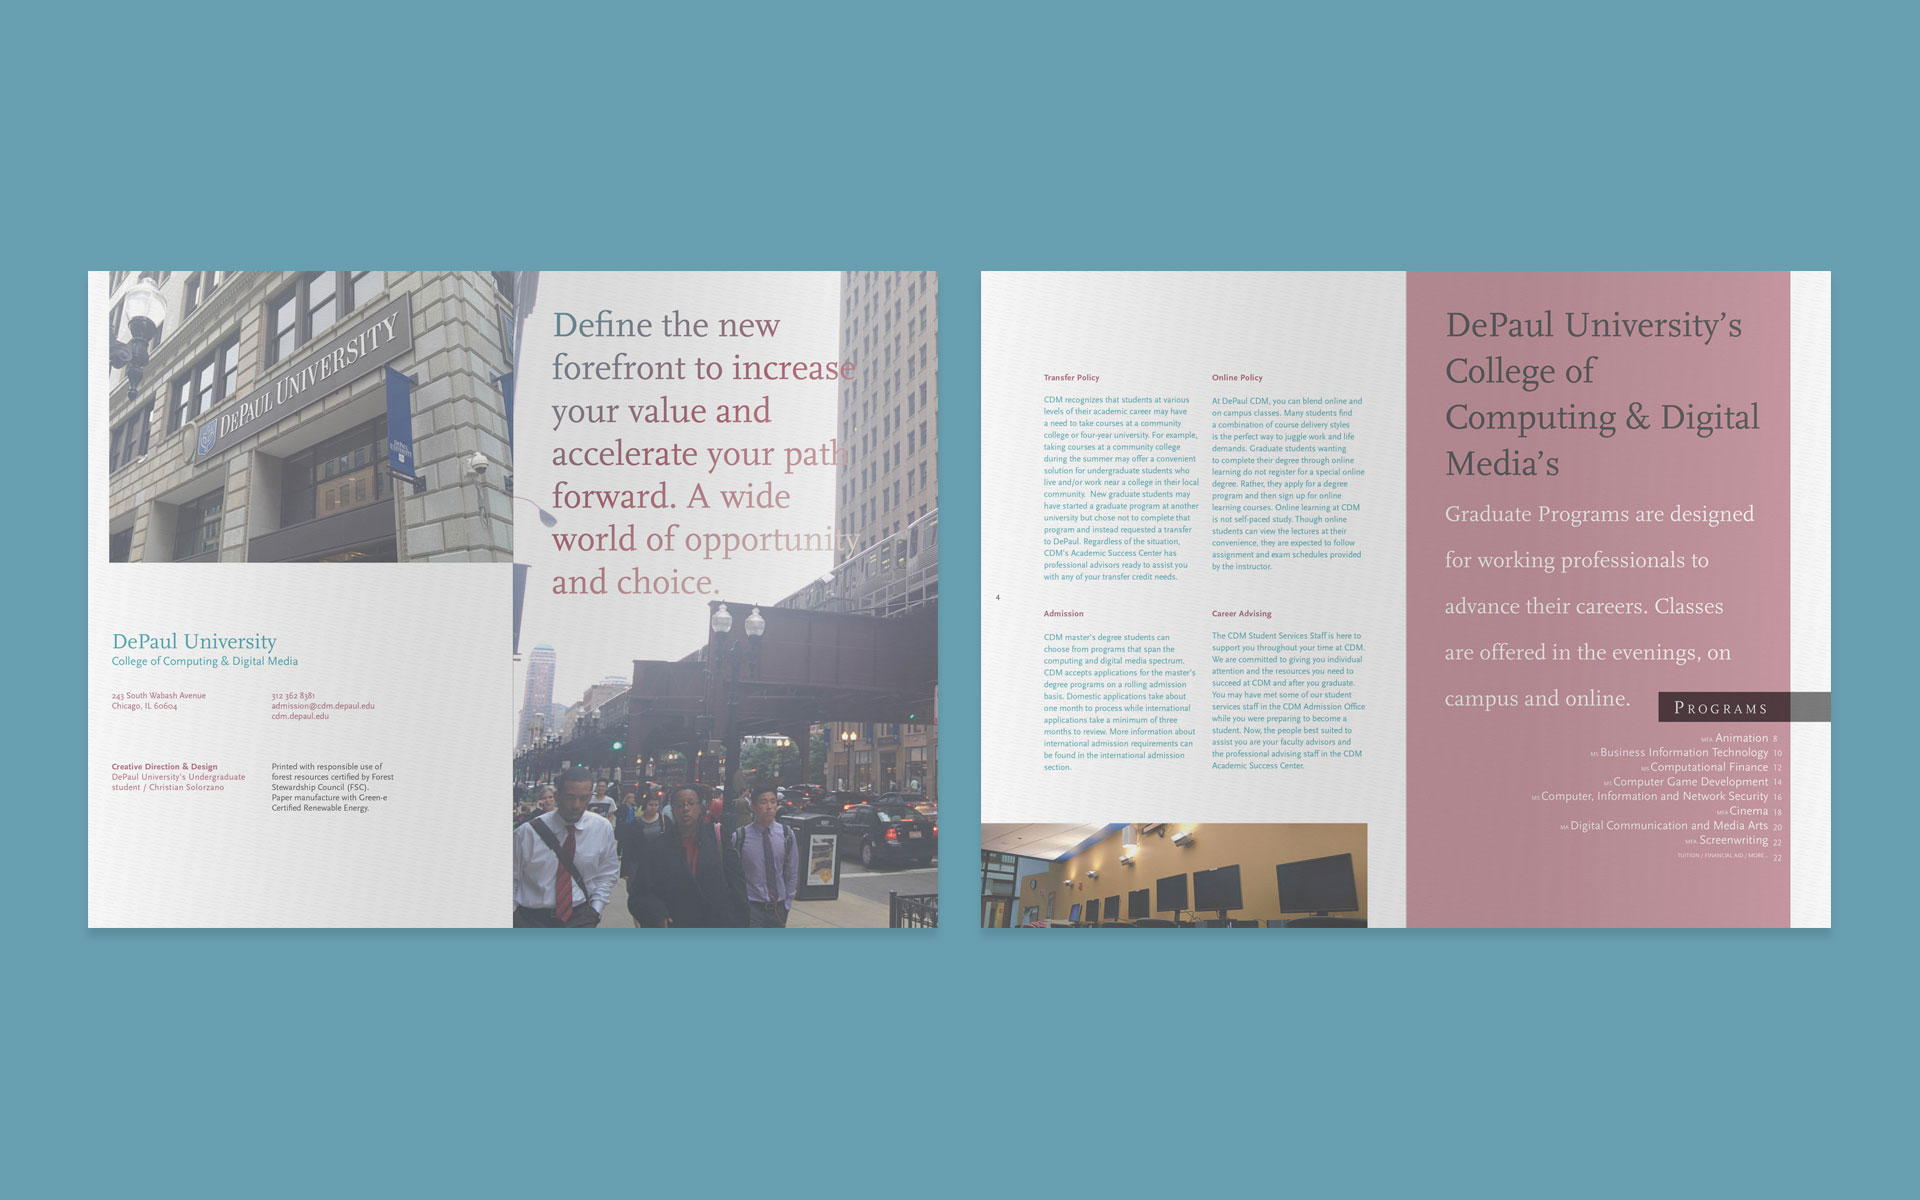 DEPAUL UNIVERSITY
DEPAUL
UNIVERSITY
DePaul University
College of Computing & Digital Media
243 South Wabash Avenue
Chicago, IL 60604
312 362 8381
admission@cdm.depaul.edu
cdm.depaul.edu
Creative Direction & Design
DePaul University's Undergraduate
student / Christian Solorzano
Printed with responsible use of
forest resources certified by Forest
Stewardship Council (FSC).
Paper manufacture with Green-e
Certified Renewable Energy.
Define the new
forefront to increase
your value and
accelerate your path
forward. A wide
world of opportunity
and choice.
4
Transfer Policy
CDM recognizes that students at various
levels of their academic career may have
a need to take courses at a community
college or four-year university. For example,
taking courses at a community college
during the summer may offer a convenient
solution for undergraduate students who
live and/or work near a college in their local
community. New graduate students may
have started a graduate program at another
university but chose not to complete that
program and instead requested a transfer
to DePaul. Regardless of the situation,
CDM's Academic Success Center has
professional advisors ready to assist you
with any of your transfer credit needs.
Online Policy
At DePaul CDM, you can blend online and
on campus classes. Many students find
a combination of course delivery styles
is the perfect way to juggle work and life
demands. Graduate students wanting
to complete their degree through online
learning do not register for a special online
degree. Rather, they apply for a degree
program and then sign up for online
learning courses. Online learning at CDM
is not self-paced study. Though online
students can view the lectures at their
convenience, they are expected to follow
assignment and exam schedules provided
by the instructor.
Admission
CDM master's degree students can
choose from programs that span the
computing and digital media spectrum.
CDM accepts applications for the master's
degree programs on a rolling admission
basis. Domestic applications take about
one month to process while international
applications take a minimum of three
months to review. More information about
international admission requirements can
be found in the international admission
section.
Career Advising
The CDM Student Services Staff is here to
support you throughout your time at CDM.
We are committed to giving you individual
attention and the resources you need to
succeed at CDM and after you graduate.
You may have met some of our student
services staff in the CDM Admission Office
while you were preparing to become a
student. Now, the people best suited to
assist you are your faculty advisors and
the professional advising staff in the CDM
Academic Success Center.
DePaul University's
College of
Computing & Digital
Media's
Graduate Programs are designed
for working professionals to
advance their careers. Classes
are offered in the evenings, on
campus and online.
PROGRAMS
MFA Animation 8
MS Business Information Technology 10
MS Computational Finance 12
MS Computer Game Development 14
MS Computer, Information and Network Security 16
MFA Cinema 18
MA Digital Communication and Media Arts 20
MFA Screenwriting 22
TUITION / FINANCIAL AID / MORE.. 22